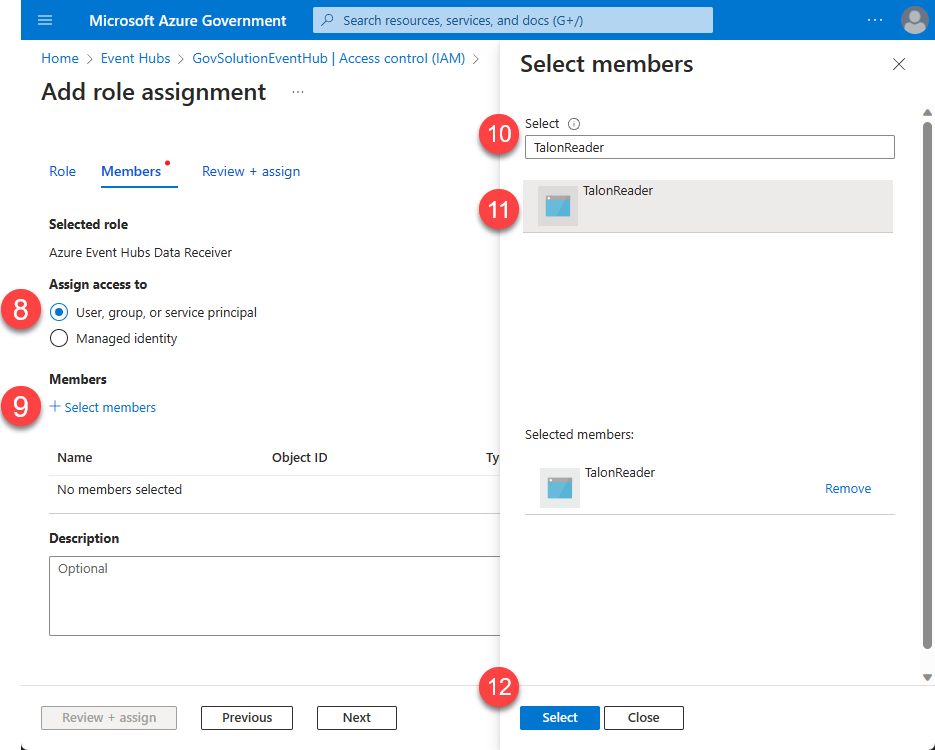 Microsoft Azure Government
Search resources, services, and docs (G+/)
...
Home > Event Hubs > GovSolutionEventHub | Access control (IAM) >
Add role assignment ...
Role Members Review + assign
Selected role
Azure Event Hubs Data Receiver
Assign access to
8
User, group, or service principal
Managed identity
Members
9
+ Select members
Name Object ID Ty
No members selected
Description
Optional
Review + assign Previous Next
Select members
Select
10
TalonReader
11
TalonReader
Selected members:
TalonReader
Remove
12
Select Close